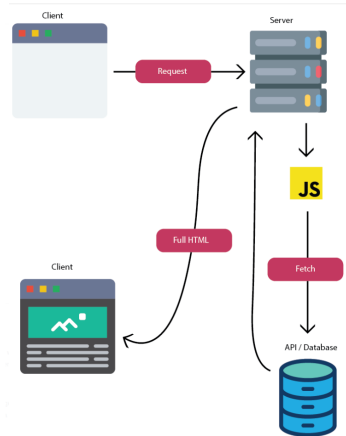 Client
Server
Request
JS
Full HTML
Client
Fetch
API / Database